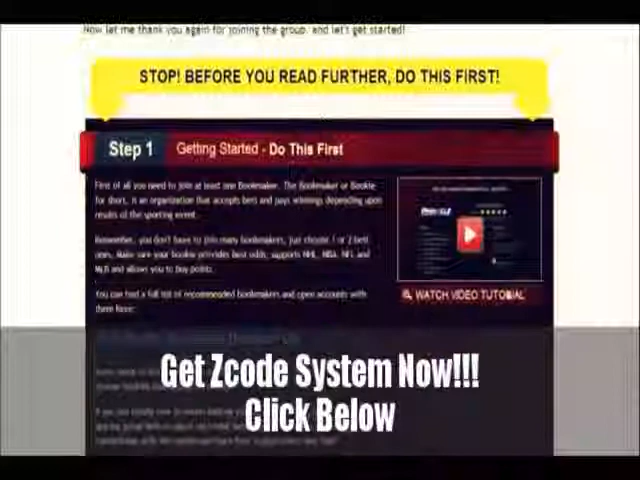 Now let me thank you again for joining the group, and let's get started!
STOP! BEFORE YOU READ FURTHER, DO THIS FIRST!
Step 1 Getting Started - Do This First
First of all you need to join at least one Bookmaker. The Bookmaker or Bookie
for short, is an organization that accepts bets and pays winnings depending upon
results of the sporting event.
Remember, you don't have to join many bookmakers, just choose 1 or 2 best
ones. Make sure your bookie provides best odds, supports NHL, NBA, NFL and
MLB and allows you to buy points.
You can find a full list of recommended bookmakers and open accounts with
them here:
WATCH VIDEO TUTORIAL
Get Zcode System Now!!!
Click Below